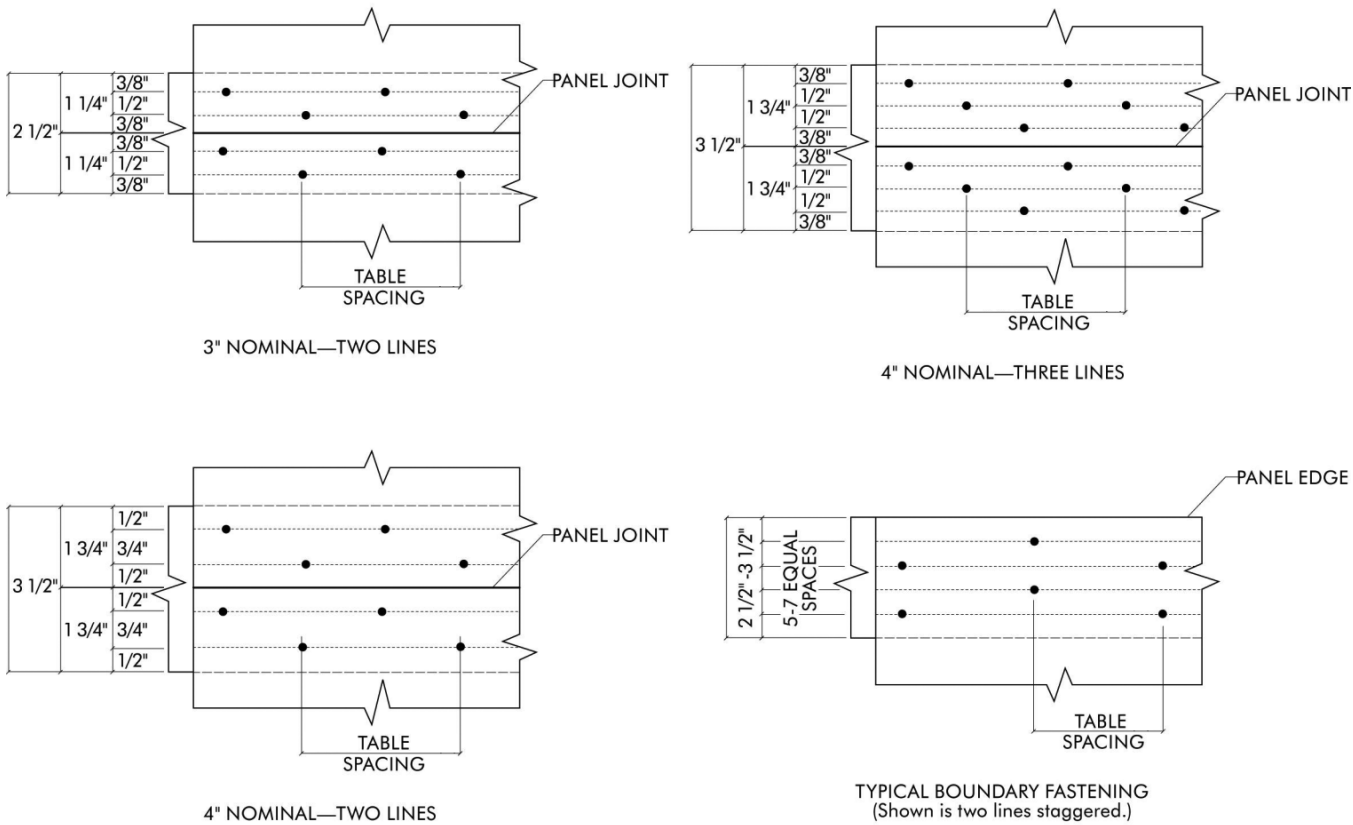 3/8"
1 1/4"
1/2"
3/8"
2 1/2"
3/8"
1 1/4"
1/2"
3/8"
PANEL JOINT
TABLE
SPACING
3" NOMINAL—TWO LINES
3/8"
1/2"
1 3/4"
1/2"
3/8"
3 1/2"
3/8"
1/2"
1 3/4"
1/2"
3/8"
PANEL JOINT
TABLE
SPACING
4" NOMINAL—THREE LINES
1/2"
1 3/4"
3/4"
1/2"
3 1/2"
1/2"
1 3/4"
3/4"
1/2"
PANEL JOINT
TABLE
SPACING
4" NOMINAL—TWO LINES
PANEL EDGE
2 1/2" -3 1/2"
5-7 EQUAL
SPACES
TABLE
SPACING
TYPICAL BOUNDARY FASTENING
(Shown is two lines staggered.)